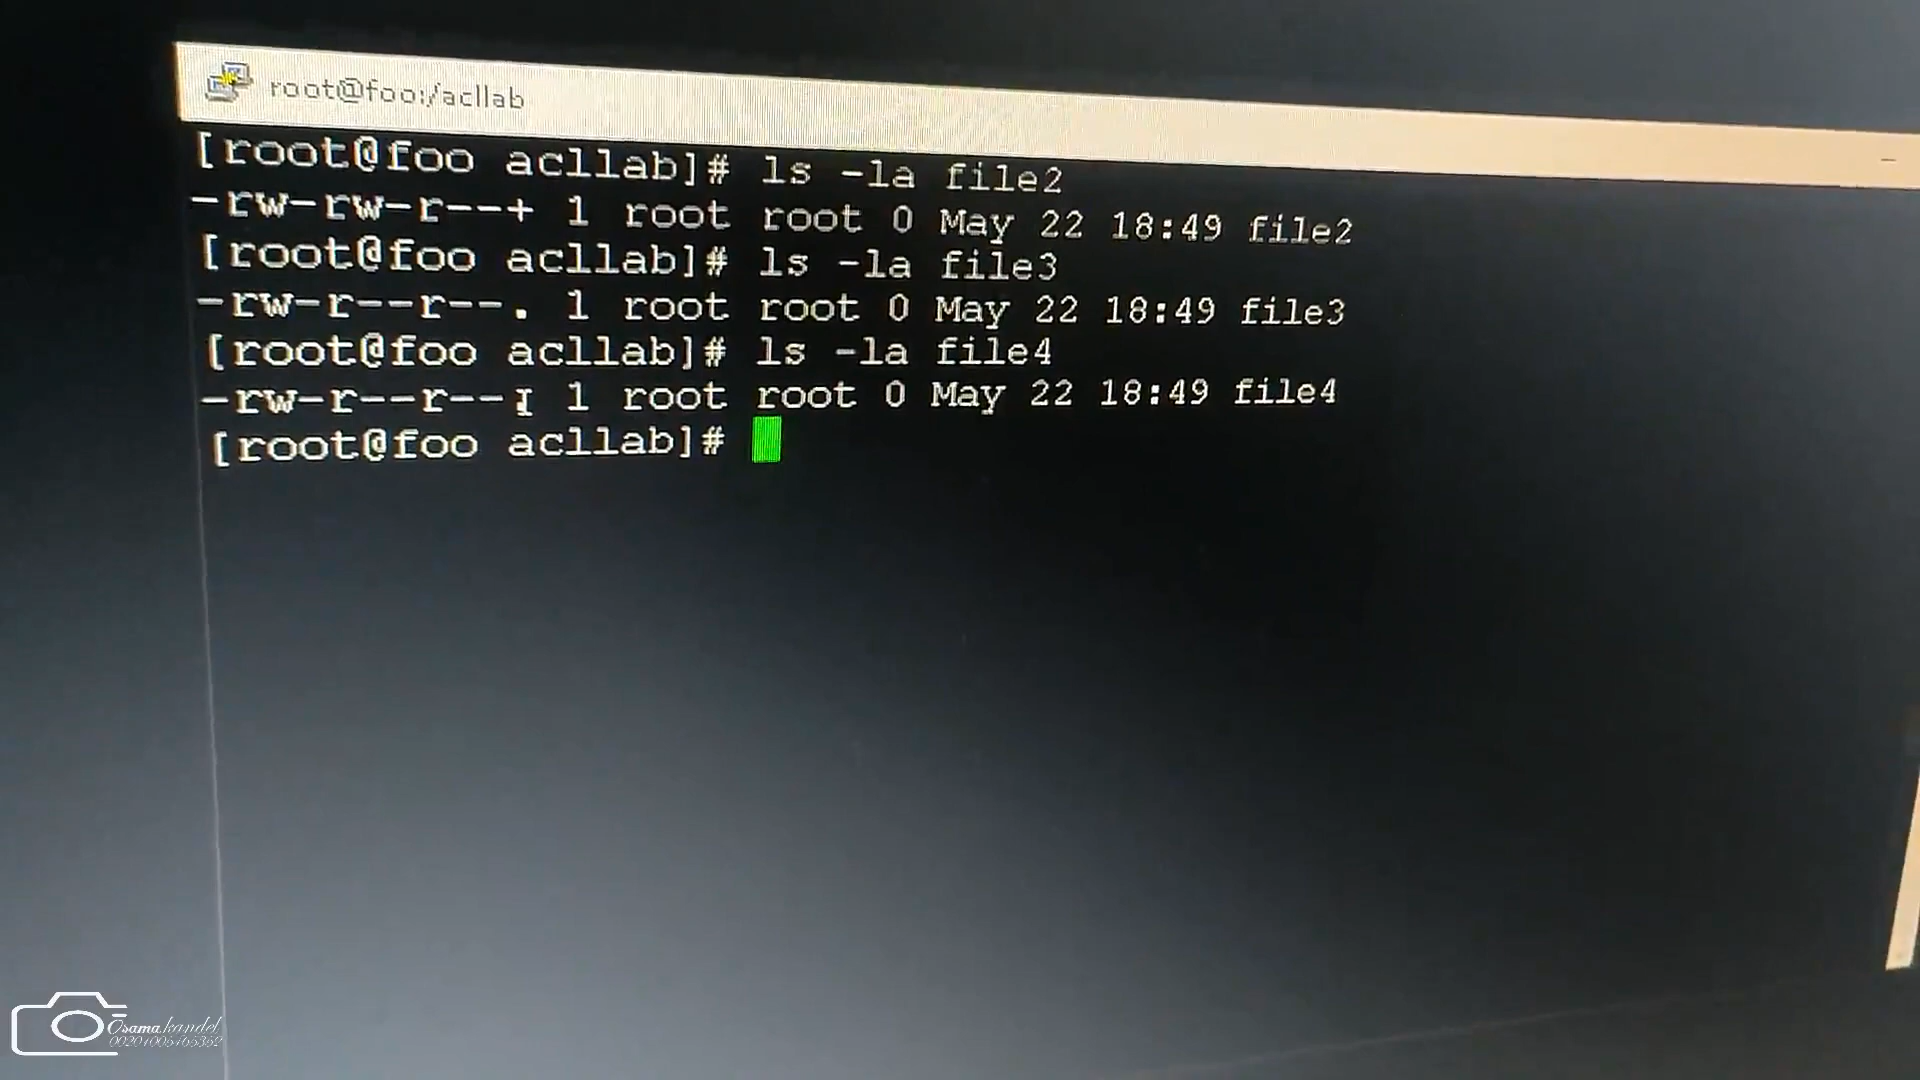 root@foo:/acllab
[root@foo acllab]# ls -la file2
-rw-rw-r--+ 1 root root 0 May 22 18:49 file2
[root@foo acllab]# ls -la file3
-rw-r--r--. 1 root root 0 May 22 18:49 file3
[root@foo acllab]# ls -la file4
-rw-r--r-- 1 root root 0 May 22 18:49 file4
[root@foo acllab]#
Osama kandel